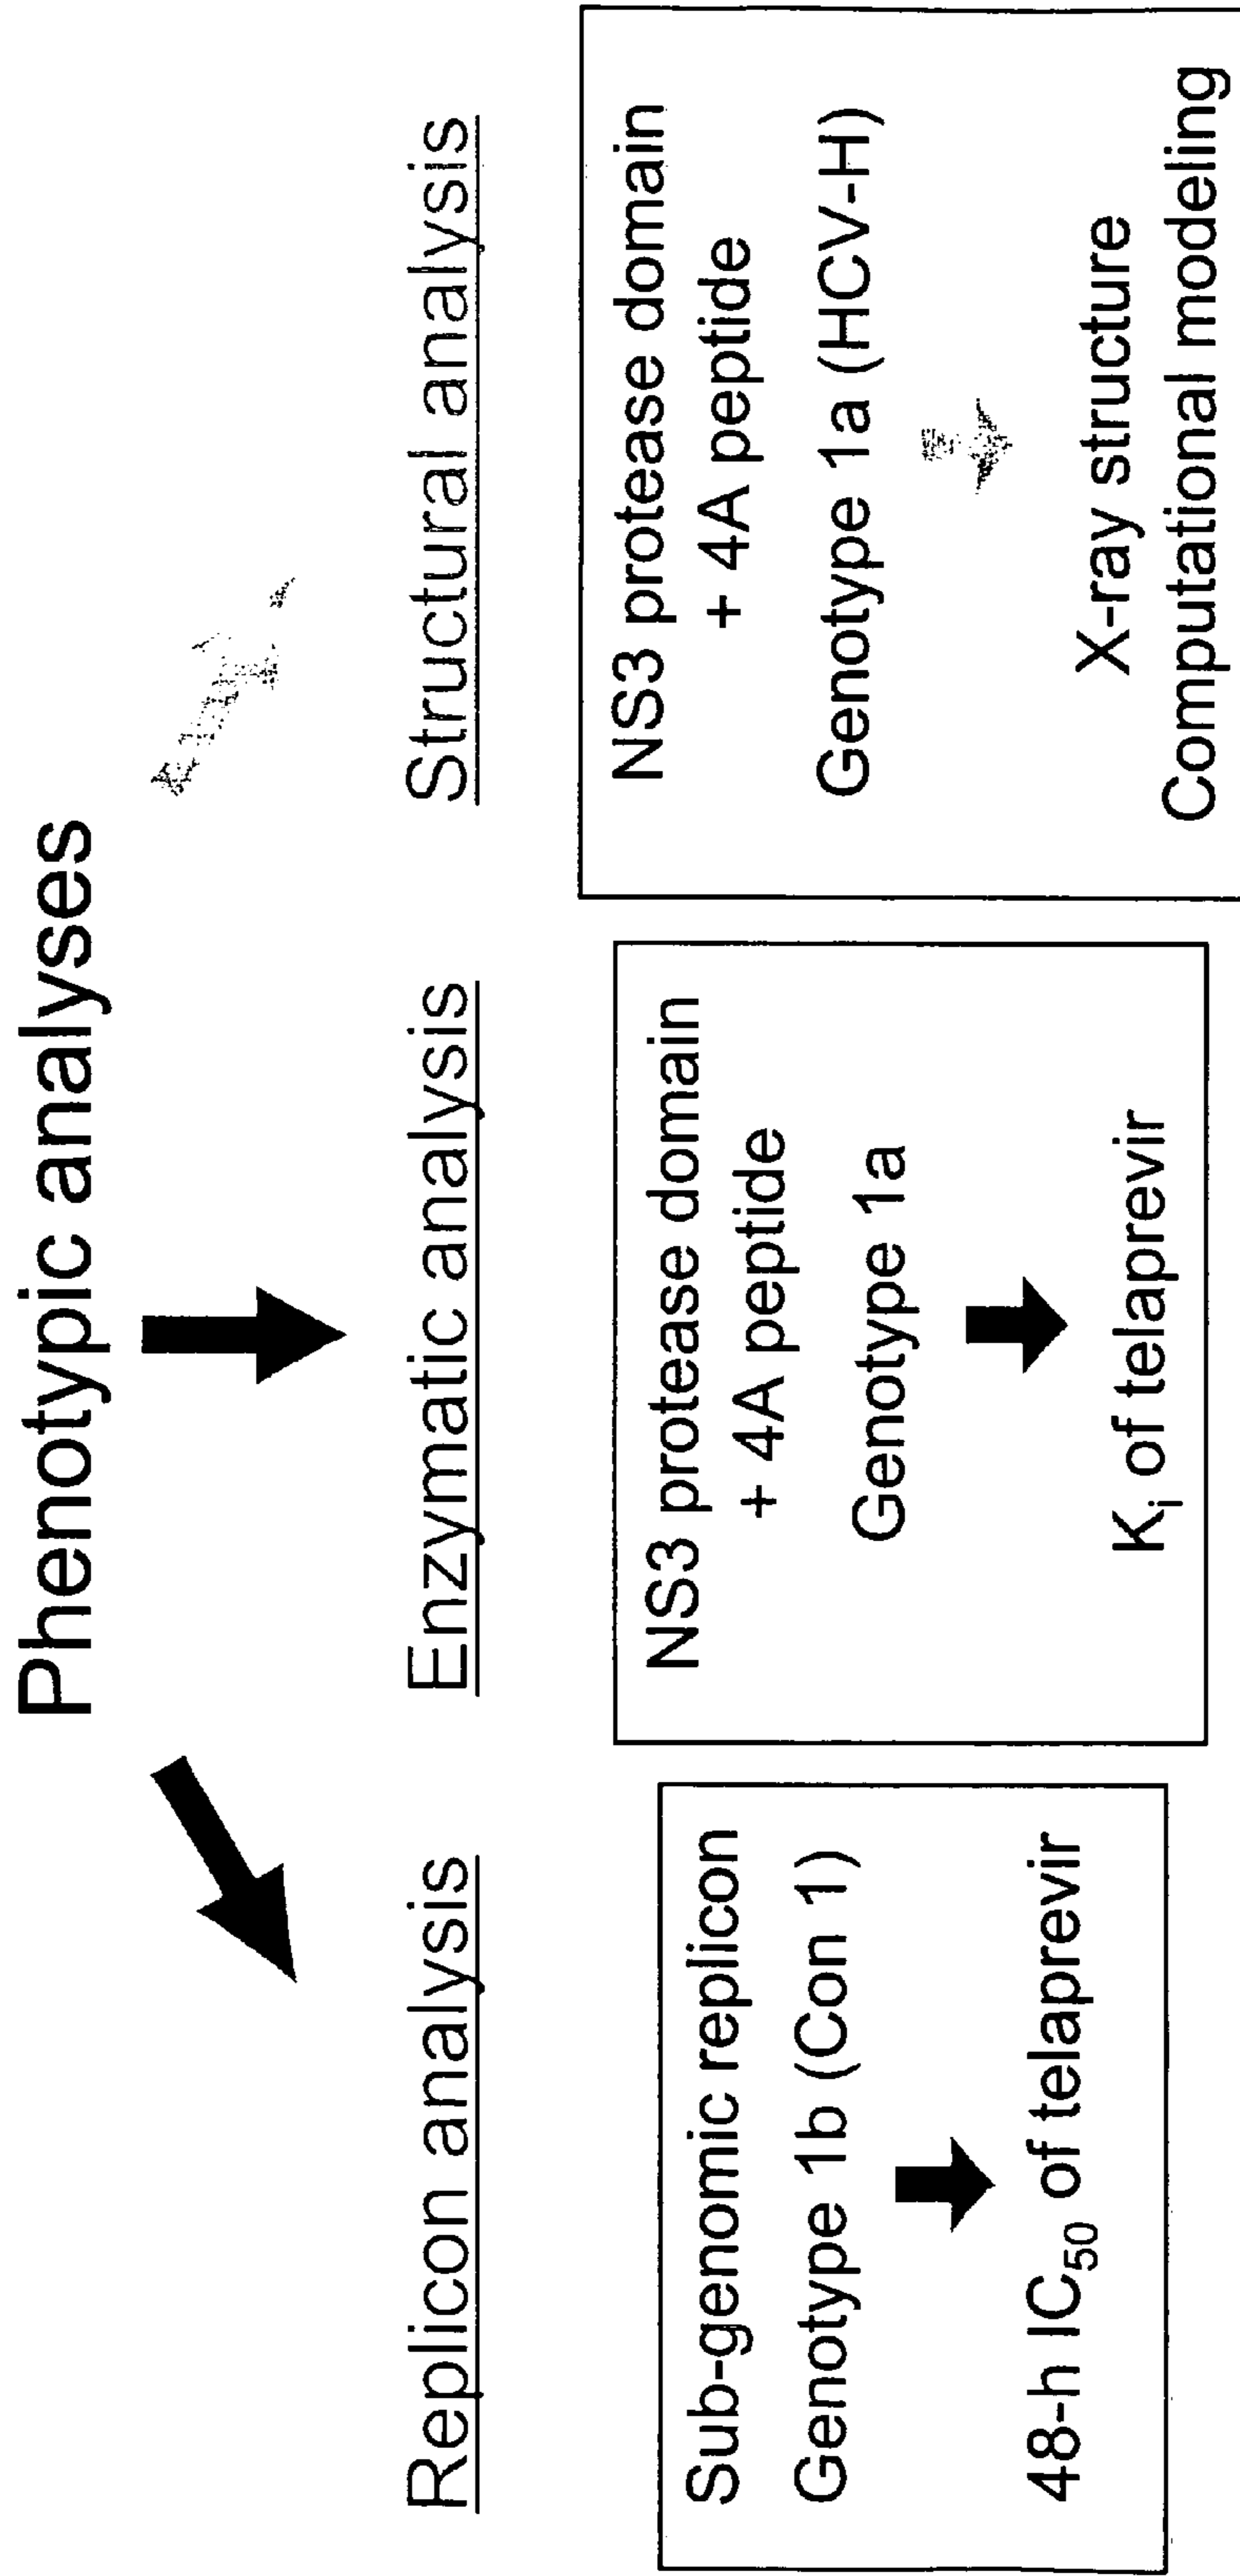 Phenotypic analyses
Replicon analysis
Sub-genomic replicon
Genotype 1b (Con 1)
48-h IC₅₀ of telaprevir
Enzymatic analysis
NS3 protease domain
+ 4A peptide
Genotype 1a
Kᵢ of telaprevir
Structural analysis
NS3 protease domain
+ 4A peptide
Genotype 1a (HCV-H)
X-ray structure
Computational modeling